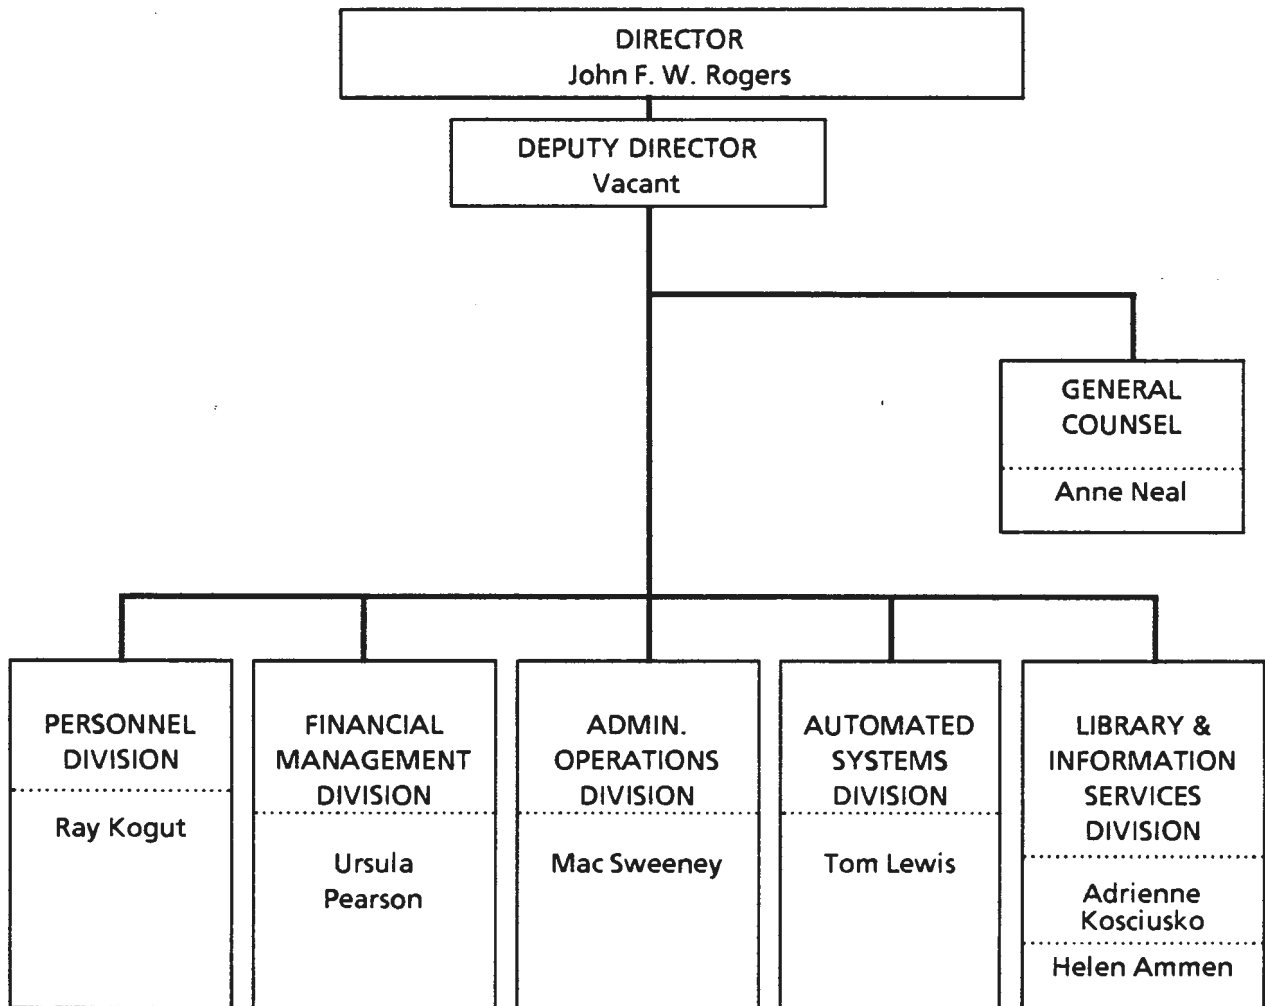 DIRECTOR
John F. W. Rogers
DEPUTY DIRECTOR
Vacant
GENERAL
COUNSEL
Anne Neal
PERSONNEL
DIVISION
Ray Kogut
FINANCIAL
MANAGEMENT
DIVISION
Ursula
Pearson
ADMIN.
OPERATIONS
DIVISION
Mac Sweeney
AUTOMATED
SYSTEMS
DIVISION
Tom Lewis
LIBRARY &
INFORMATION
SERVICES
DIVISION
Adrienne
Kosciusko
Helen Ammen